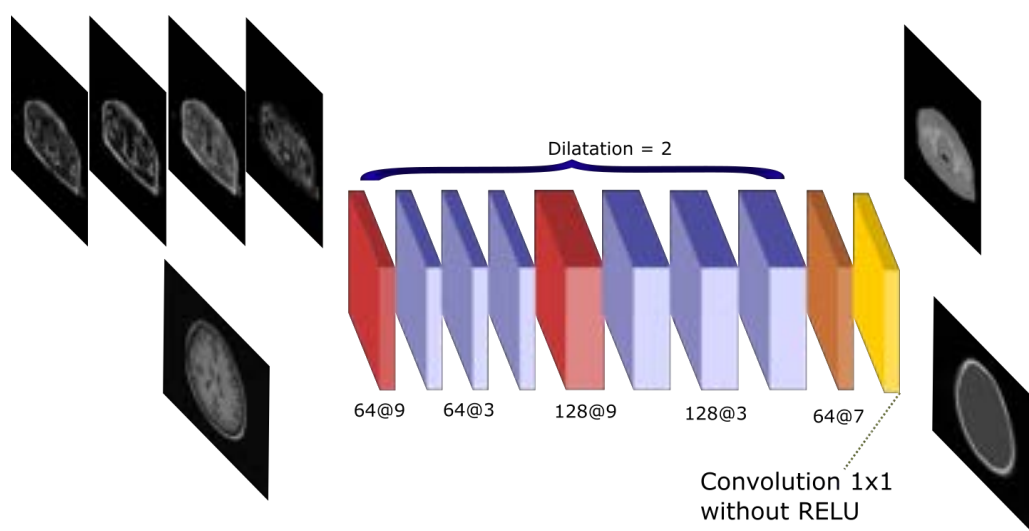 Dilatation = 2
64@9
64@3
128@9
128@3
64@7
Convolution 1x1
without RELU